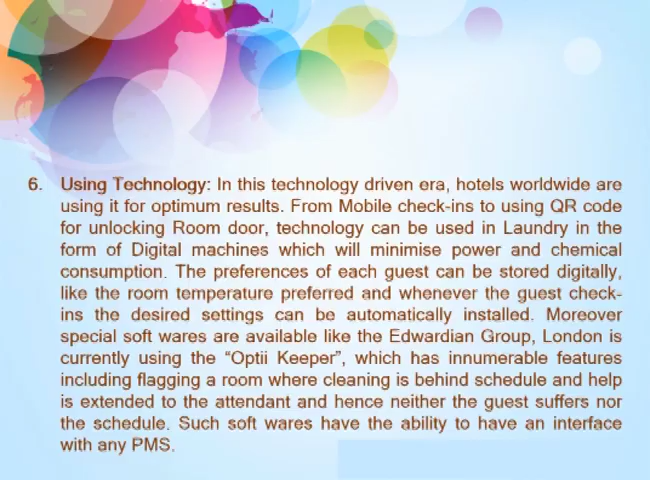 6. Using Technology: In this technology driven era, hotels worldwide are
using it for optimum results. From Mobile check-ins to using QR code
for unlocking Room door, technology can be used in Laundry in the
form of Digital machines which will minimise power and chemical
consumption. The preferences of each guest can be stored digitally,
like the room temperature preferred and whenever the guest check-
ins the desired settings can be automatically installed. Moreover
special soft wares are available like the Edwardian Group, London is
currently using the “Optii Keeper”, which has innumerable features
including flagging a room where cleaning is behind schedule and help
is extended to the attendant and hence neither the guest suffers nor
the schedule. Such soft wares have the ability to have an interface
with any PMS.